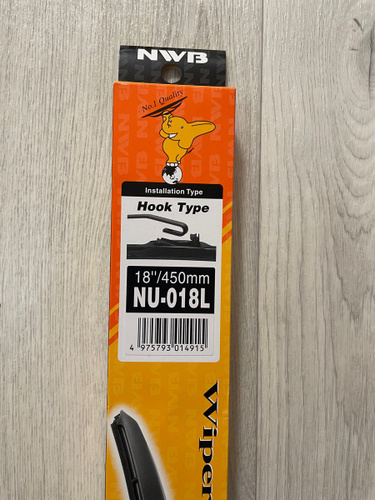 NWB
No.1 Quality
Installation Type
Hook Type
18"/450mm
NU-018L
4 975793 014915
Wiper